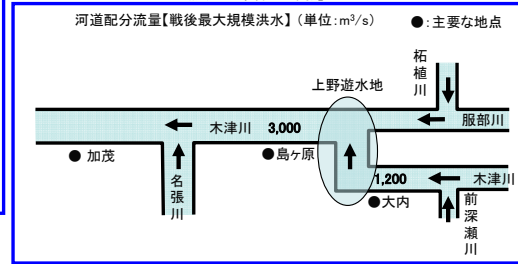 河道配分流量【戦後最大規模洪水】(単位:m³/s) ●:主要な地点
上野遊水地
柘植川
服部川
木津川 3,000
● 加茂
名張川
●島ヶ原
1,200
木津川
●大内
前深瀬川